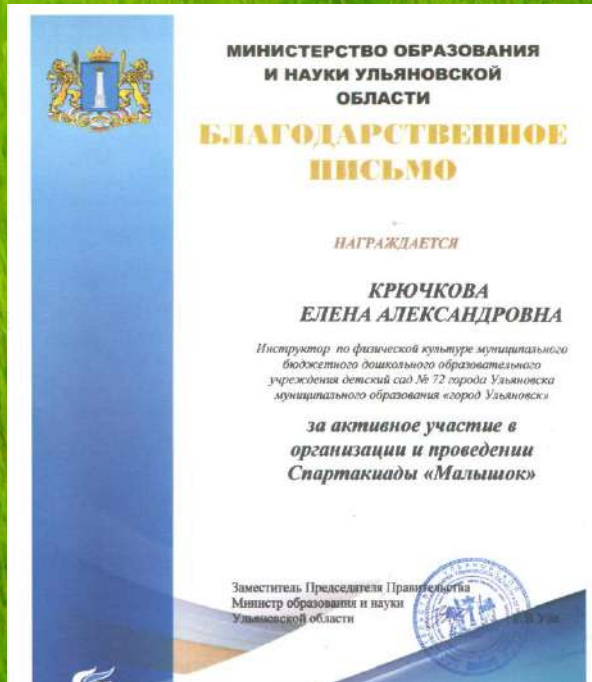 МИНИСТЕРСТВО ОБРАЗОВАНИЯ
И НАУКИ УЛЬЯНОВСКОЙ
ОБЛАСТИ
БЛАГОДАРСТВЕННОЕ
ПИСЬМО
НАГРАЖДАЕТСЯ
КРЮЧКОВА
ЕЛЕНА АЛЕКСАНДРОВНА
Инструктор по физической культуре муниципального
бюджетного дошкольного образовательного
учреждения детский сад № 72 города Ульяновска
муниципального образования «город Ульяновск»
за активное участие в
организации и проведении
Спартакиады «Малышок»
Заместитель Председателя Правительства
Министр образования и науки
Ульяновской области